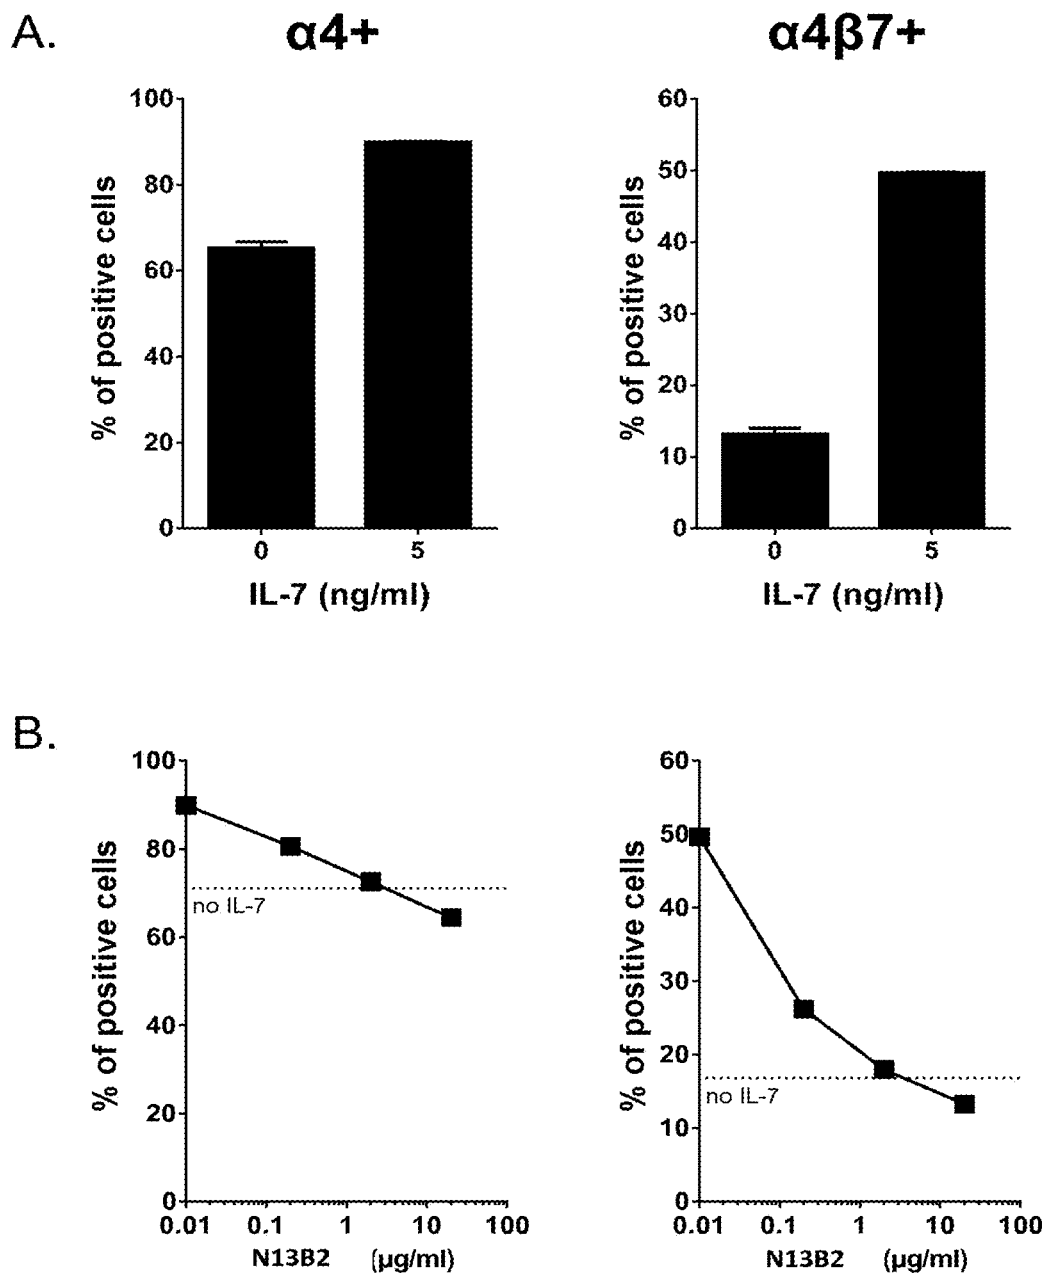 A.
α4+
α4β7+
% of positive cells
100
80
60
40
20
0
0 5
IL-7 (ng/ml)
% of positive cells
60
50
40
30
20
10
0
0 5
IL-7 (ng/ml)
B.
% of positive cells
100
80
60
40
20
0
no IL-7
0.01 0.1 1 10 100
N13B2 (µg/ml)
% of positive cells
60
50
40
30
20
10
0
no IL-7
0.01 0.1 1 10 100
N13B2 (µg/ml)